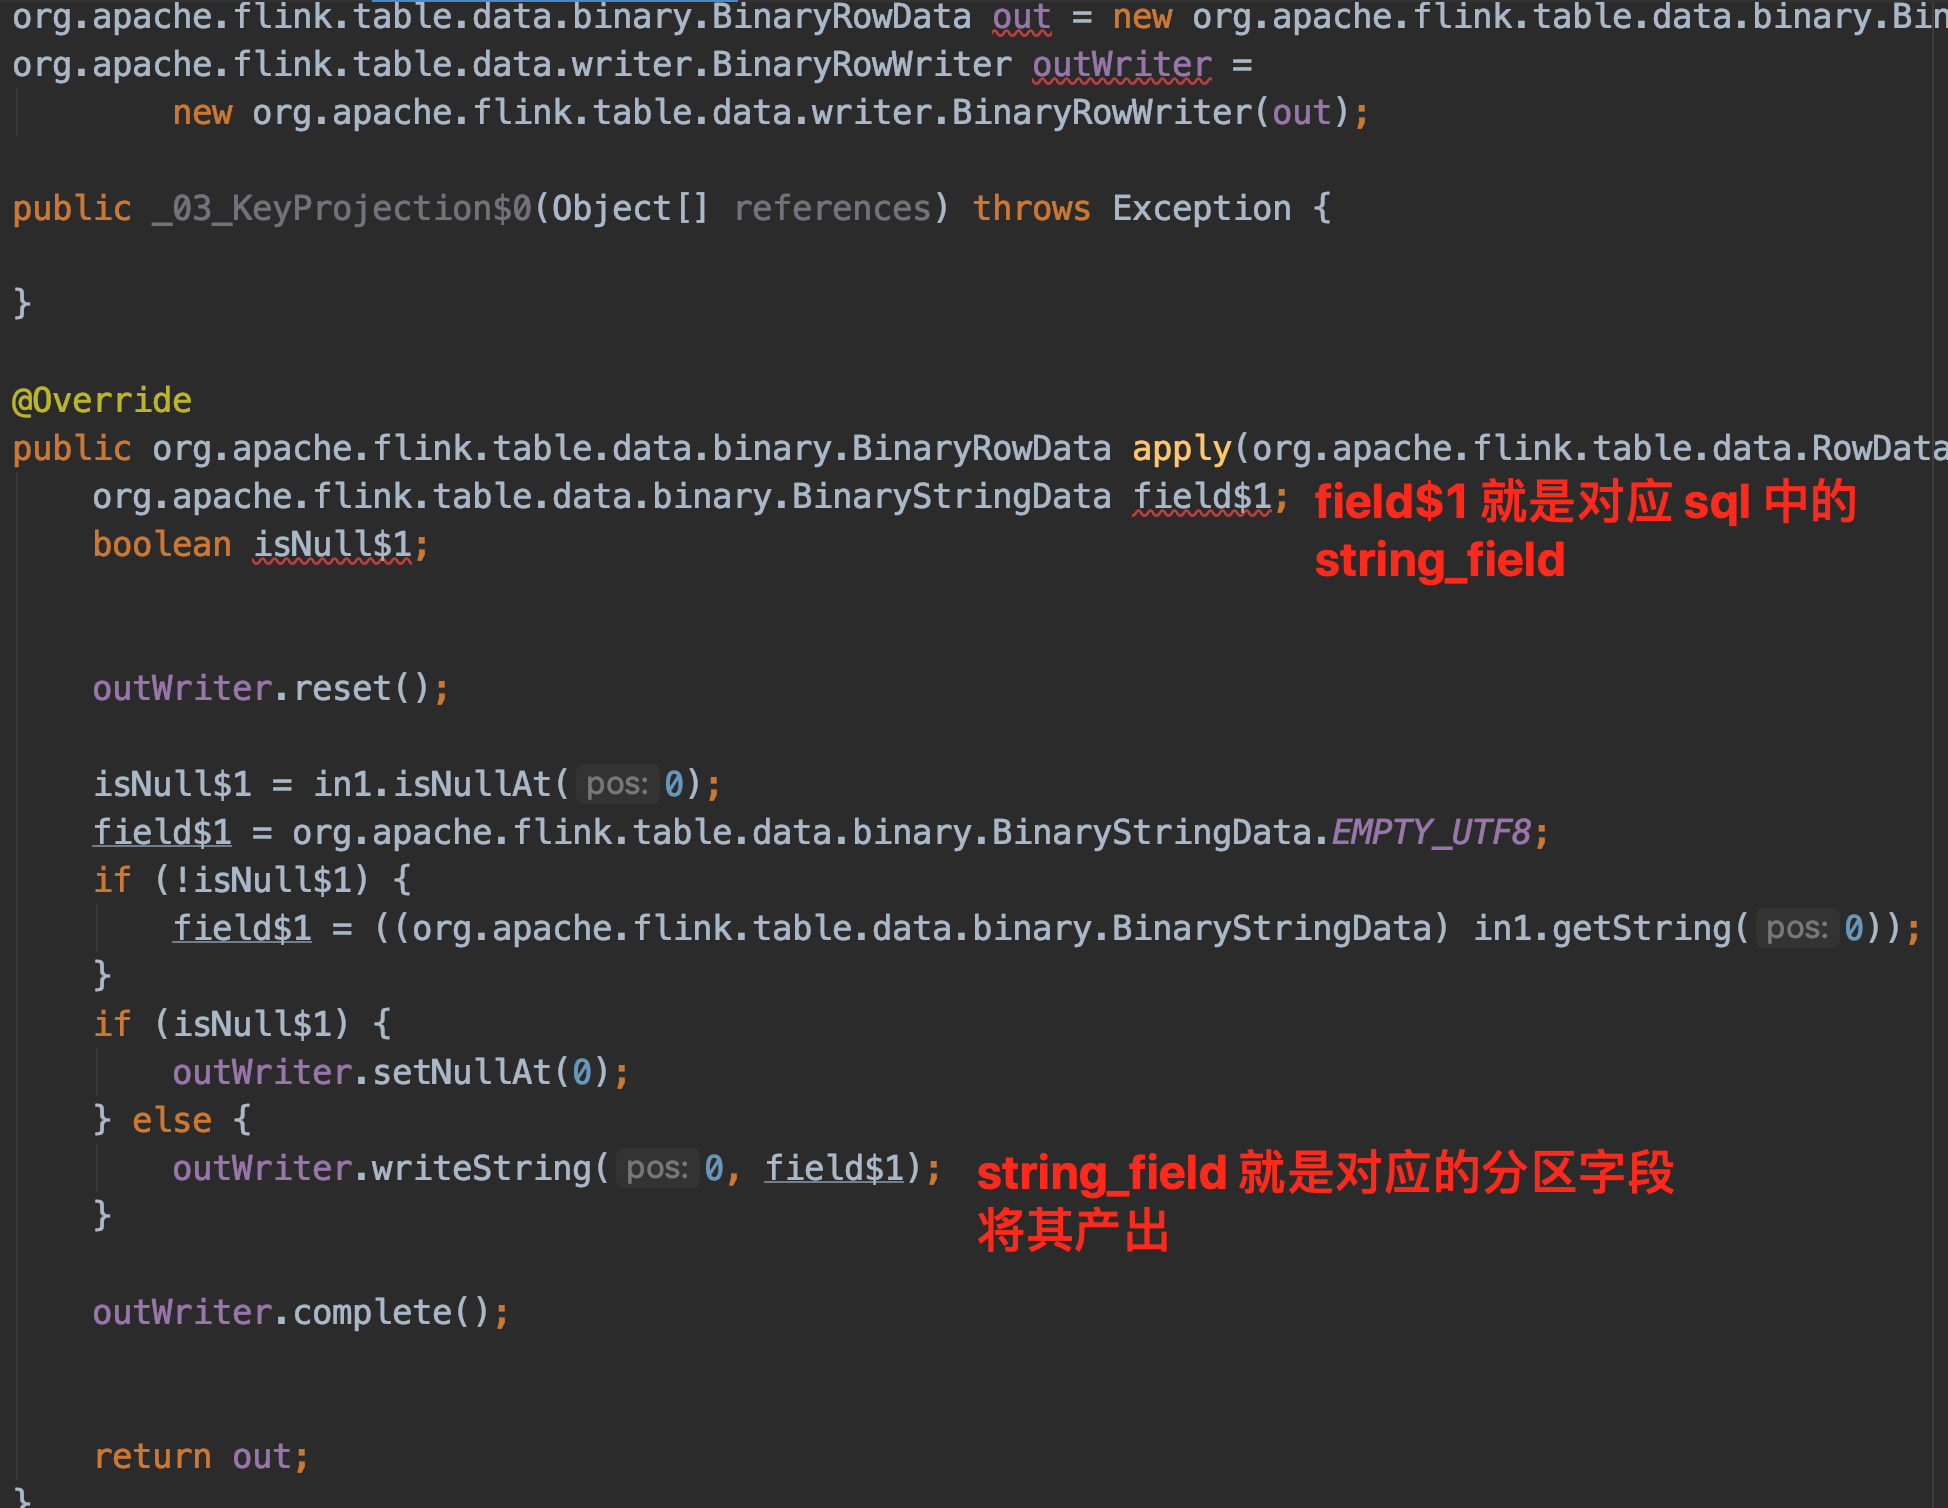 org.apache.flink.table.data.binary.BinaryRowData out = new org.apache.flink.table.data.binary.Bin
org.apache.flink.table.data.writer.BinaryRowWriter outWriter =
new org.apache.flink.table.data.writer.BinaryRowWriter(out);
public _03_KeyProjection$0(Object[] references) throws Exception {
}
@Override
public org.apache.flink.table.data.binary.BinaryRowData apply(org.apache.flink.table.data.RowData
org.apache.flink.table.data.binary.BinaryStringData field$1; field$1 就是对应 sql 中的
boolean isNull$1; string_field
outWriter.reset();
isNull$1 = in1.isNullAt( pos: 0);
field$1 = org.apache.flink.table.data.binary.BinaryStringData.EMPTY_UTF8;
if (!isNull$1) {
field$1 = ((org.apache.flink.table.data.binary.BinaryStringData) in1.getString( pos: 0));
}
if (isNull$1) {
outWriter.setNullAt(0);
} else {
outWriter.writeString( pos: 0, field$1); string_field 就是对应的分区字段
} 将其产出
outWriter.complete();
return out;
}